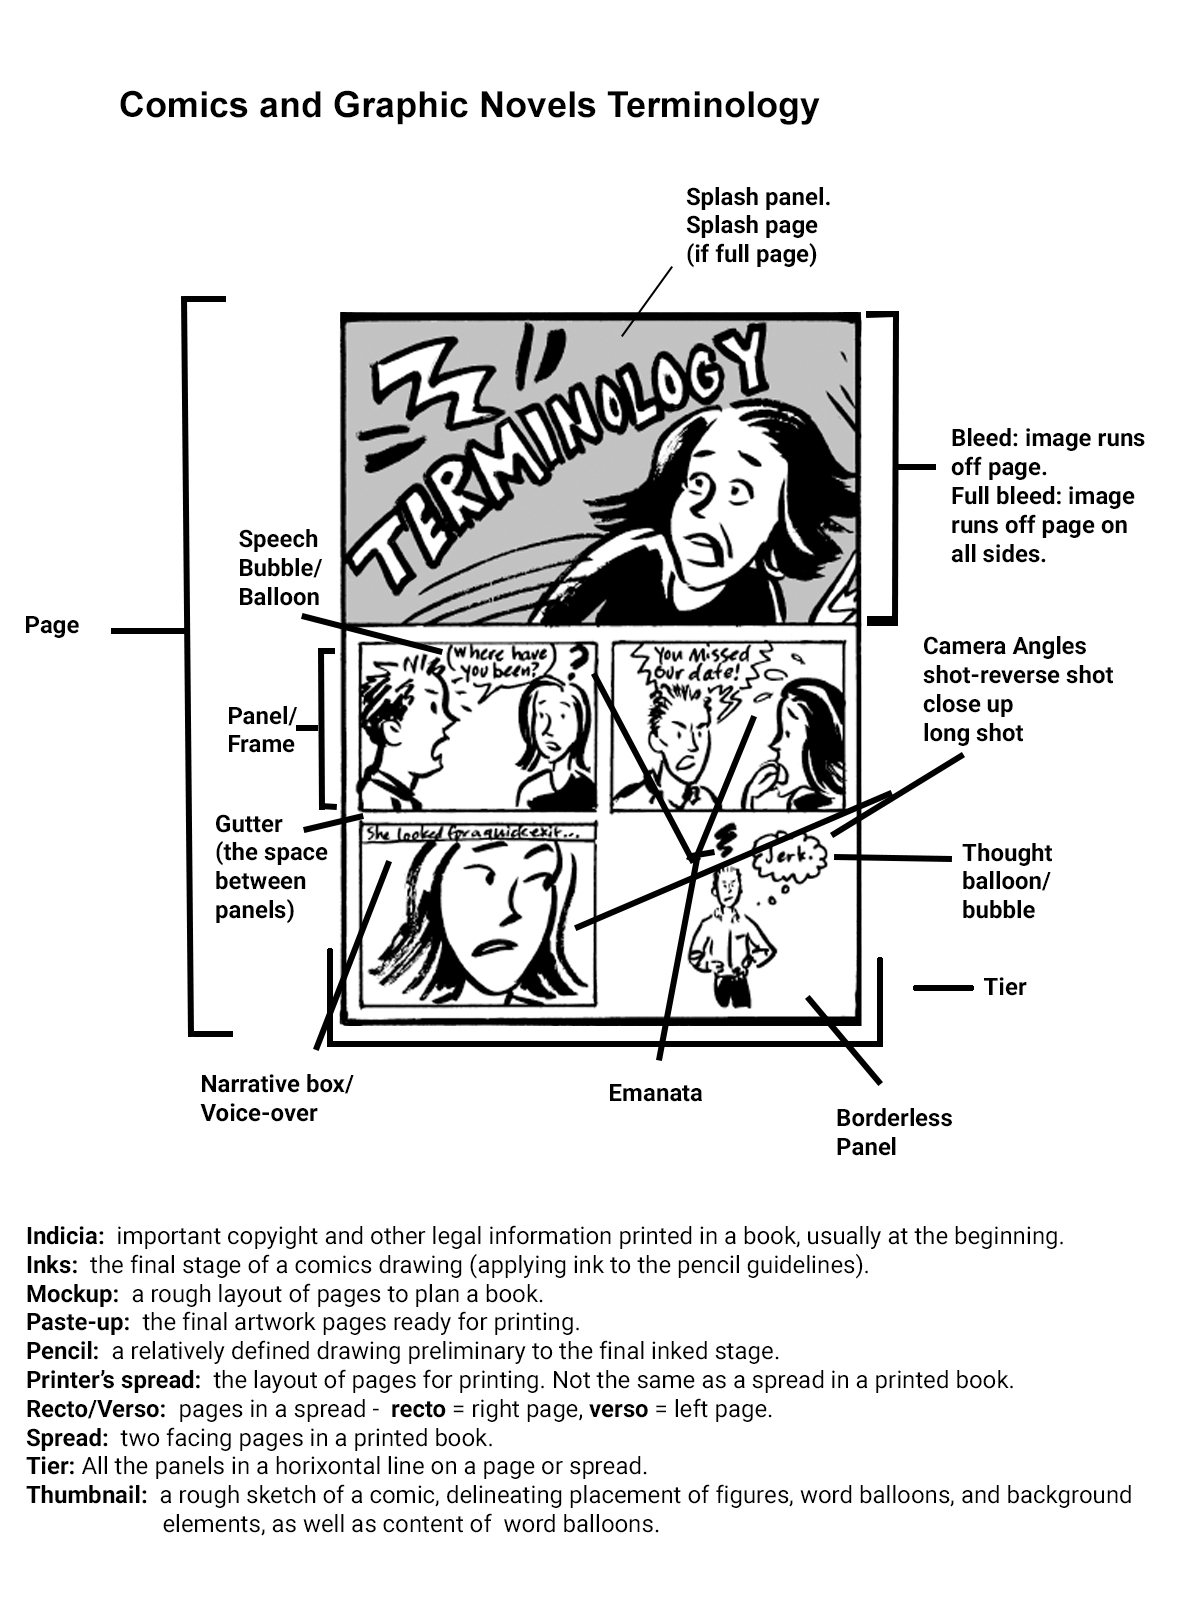 Comics and Graphic Novels Terminology
Splash panel.
Splash page
(if full page)
TERMINOLOGY
Bleed: image runs
off page.
Full bleed: image
runs off page on
all sides.
Speech
Bubble/
Balloon
Page
Where have
you been?
?
You Missed
our date!
Camera Angles
shot-reverse shot
close up
long shot
Panel/
Frame
Gutter
(the space
between
panels)
She looked for a quick exit...
Jerk.
Thought
balloon/
bubble
Tier
Narrative box/
Voice-over
Emanata
Borderless
Panel
Indicia:  important copyight and other legal information printed in a book, usually at the beginning.
Inks:  the final stage of a comics drawing (applying ink to the pencil guidelines).
Mockup:  a rough layout of pages to plan a book.
Paste-up:  the final artwork pages ready for printing.
Pencil:  a relatively defined drawing preliminary to the final inked stage.
Printer’s spread:  the layout of pages for printing. Not the same as a spread in a printed book.
Recto/Verso:  pages in a spread -  recto = right page, verso = left page.
Spread:  two facing pages in a printed book.
Tier: All the panels in a horixontal line on a page or spread.
Thumbnail:  a rough sketch of a comic, delineating placement of figures, word balloons, and background
elements, as well as content of  word balloons.